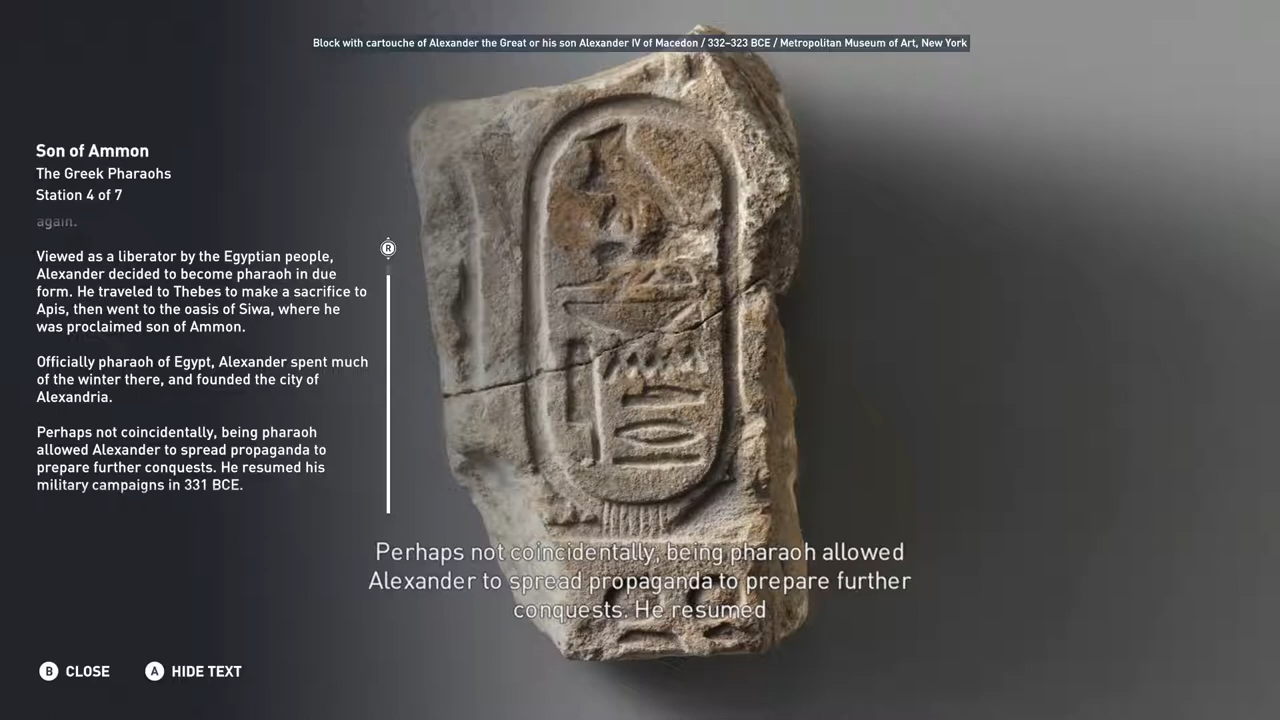 Block with cartouche of Alexander the Great or his son Alexander IV of Macedon / 332–323 BCE / Metropolitan Museum of Art, New York
Son of Ammon
The Greek Pharaohs
Station 4 of 7
again.
Viewed as a liberator by the Egyptian people,
Alexander decided to become pharaoh in due
form. He traveled to Thebes to make a sacrifice to
Apis, then went to the oasis of Siwa, where he
was proclaimed son of Ammon.
Officially pharaoh of Egypt, Alexander spent much
of the winter there, and founded the city of
Alexandria.
Perhaps not coincidentally, being pharaoh
allowed Alexander to spread propaganda to
prepare further conquests. He resumed his
military campaigns in 331 BCE.
R
Perhaps not coincidentally, being pharaoh allowed
Alexander to spread propaganda to prepare further
conquests. He resumed
B CLOSE A HIDE TEXT